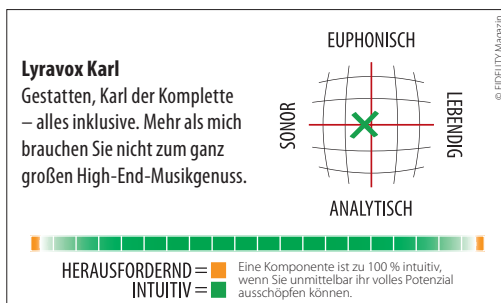 Lyravox Karl
Gestatten, Karl der Komplette
– alles inklusive. Mehr als mich
brauchen Sie nicht zum ganz
großen High-End-Musikgenuss.
EUPHONISCH
SONOR
LEBENDIG
ANALYTISCH
© FIDELITY Magazin
HERAUSFORDERND =
INTUITIV =
Eine Komponente ist zu 100 % intuitiv,
wenn Sie unmittelbar ihr volles Potenzial
ausschöpfen können.